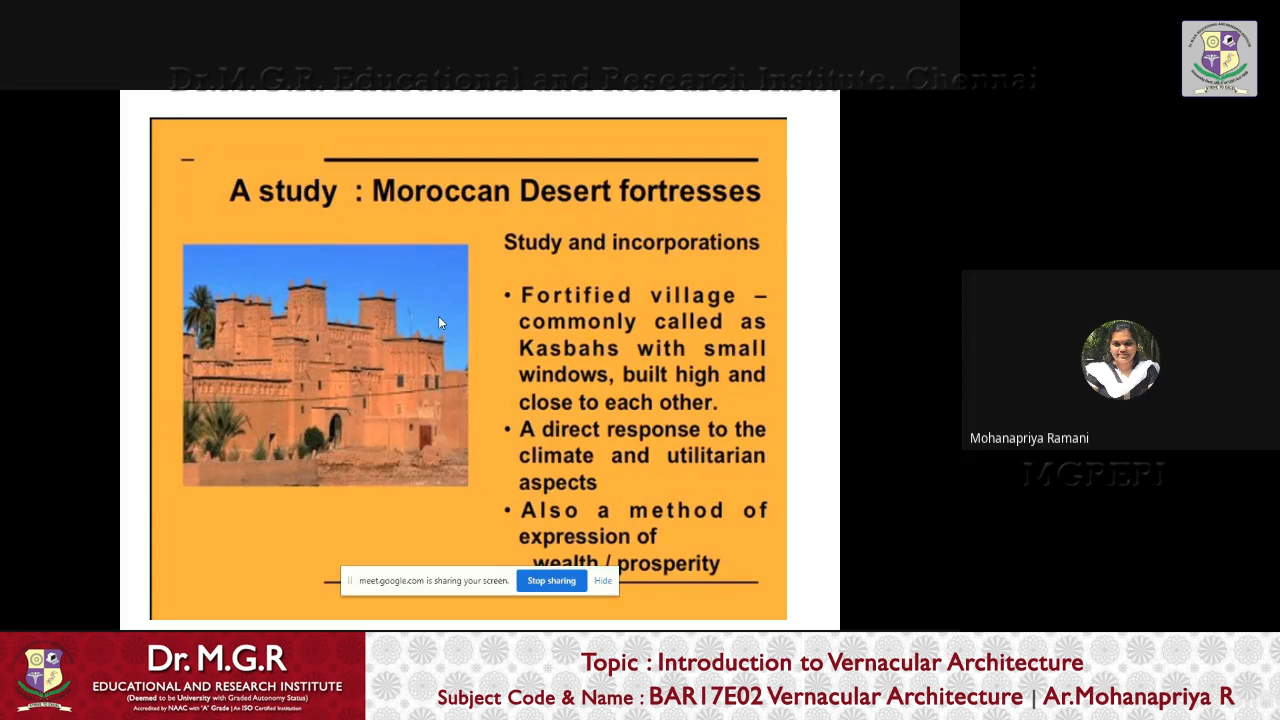 Dr.M.G.R. Educational and Research Institute, Chennai
A study : Moroccan Desert fortresses
Study and incorporations
• Fortified village –
commonly called as
Kasbahs with small
windows, built high and
close to each other.
• A direct response to the
climate and utilitarian
aspects
• Also a method of
expression of
wealth / prosperity
meet.google.com is sharing your screen.
Stop sharing
Hide
Mohanapriya Ramani
Dr. M.G.R
EDUCATIONAL AND RESEARCH INSTITUTE
(Deemed to be University with Graded Autonomy Status)
Accredited by NAAC with 'A' Grade | An ISO Certified Institution
Topic : Introduction to Vernacular Architecture
Subject Code & Name : BAR17E02 Vernacular Architecture | Ar.Mohanapriya R